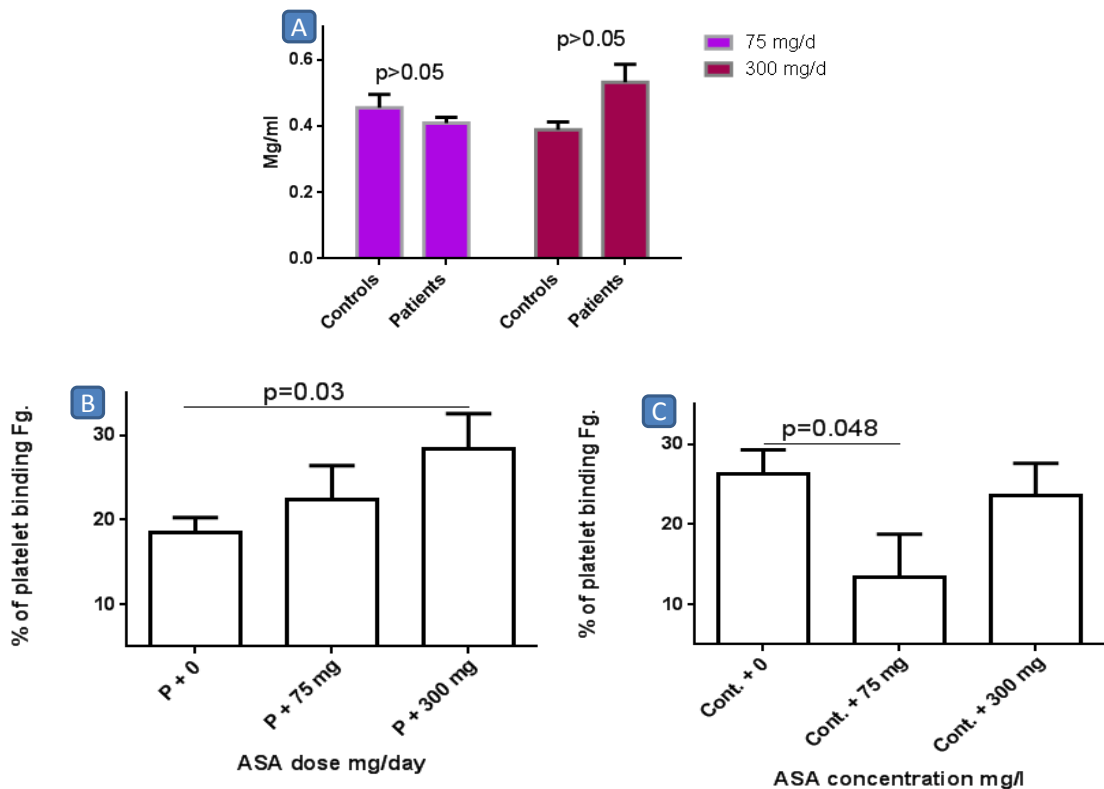 A
p>0.05
p>0.05
75 mg/d
300 mg/d
Mg/ml
0.6
0.4
0.2
0.0
Controls
Patients
Controls
Patients
B
p=0.03
% of platelet binding Fg.
30
20
10
P + 0
P + 75 mg
P + 300 mg
ASA dose mg/day
C
p=0.048
% of platelet binding Fg.
30
20
10
Cont. + 0
Cont. + 75 mg
Cont. + 300 mg
ASA concentration mg/l